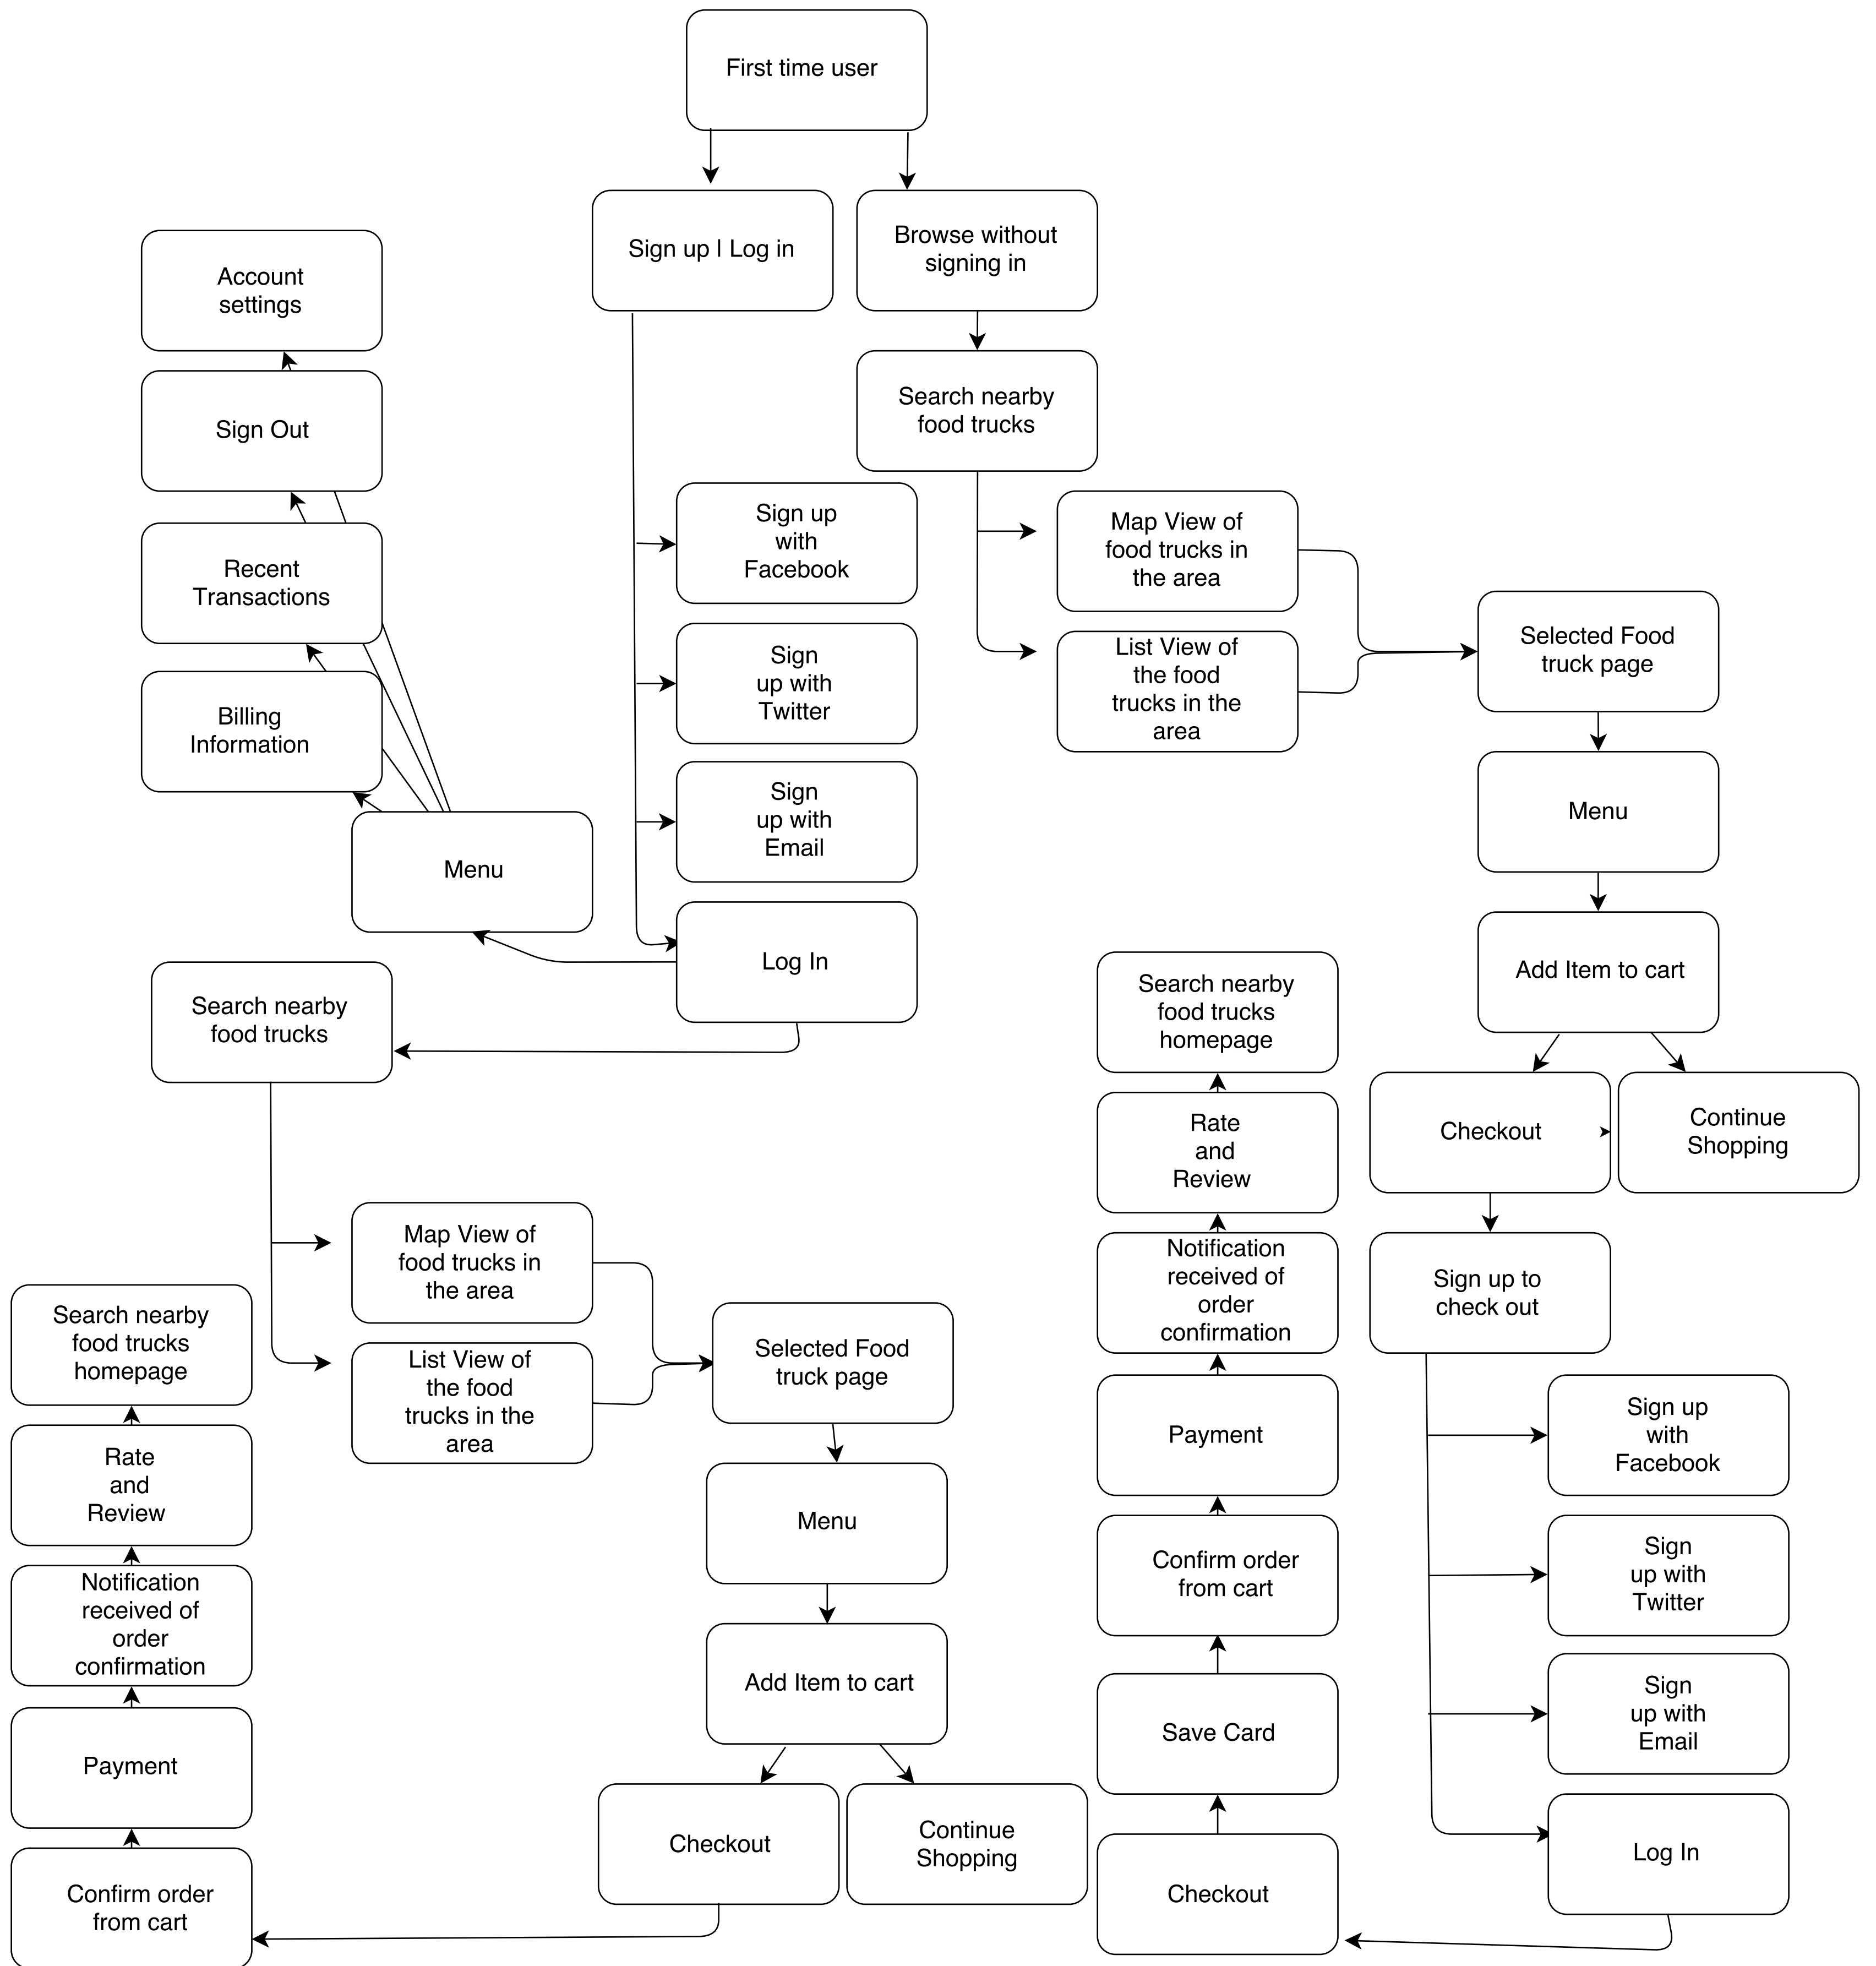 First time user
Sign up | Log in
Browse without
signing in
Account
settings
Sign Out
Recent
Transactions
Billing
Information
Menu
Search nearby
food trucks
Sign up
with
Facebook
Sign
up with
Twitter
Sign
up with
Email
Log In
Map View of
food trucks in
the area
List View of
the food
trucks in the
area
Selected Food
truck page
Menu
Add Item to cart
Checkout
Continue
Shopping
Sign up to
check out
Sign up
with
Facebook
Sign
up with
Twitter
Sign
up with
Email
Log In
Search nearby
food trucks
homepage
Rate
and
Review
Notification
received of
order
confirmation
Payment
Confirm order
from cart
Save Card
Checkout
Search nearby
food trucks
Map View of
food trucks in
the area
List View of
the food
trucks in the
area
Selected Food
truck page
Menu
Add Item to cart
Checkout
Continue
Shopping
Search nearby
food trucks
homepage
Rate
and
Review
Notification
received of
order
confirmation
Payment
Confirm order
from cart